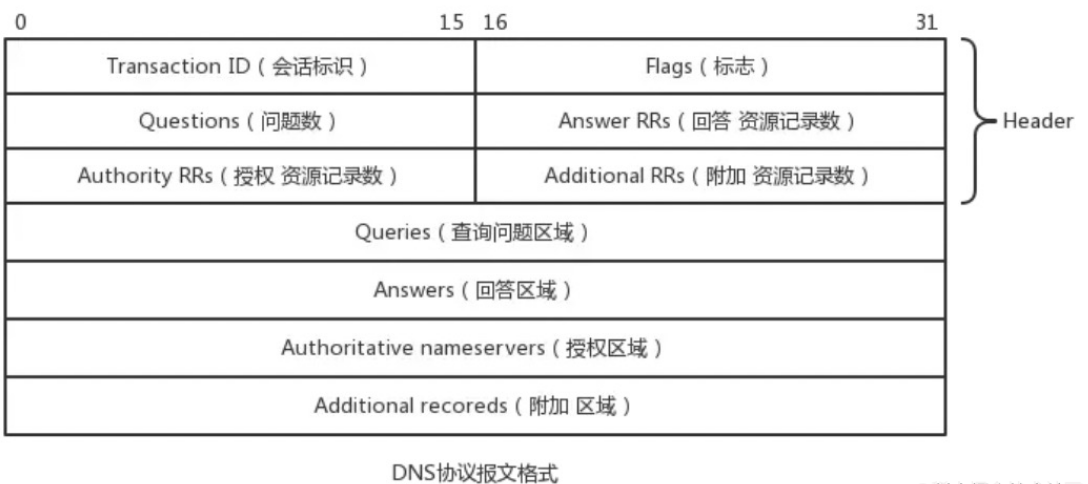 0 15 16 31
Transaction ID ( 会话标识 ) Flags ( 标志 )
Questions ( 问题数 ) Answer RRs ( 回答 资源记录数 ) Header
Authority RRs ( 授权 资源记录数 ) Additional RRs ( 附加 资源记录数 )
Queries ( 查询问题区域 )
Answers ( 回答区域 )
Authoritative nameservers ( 授权区域 )
Additional recoreds ( 附加 区域 )
DNS协议报文格式